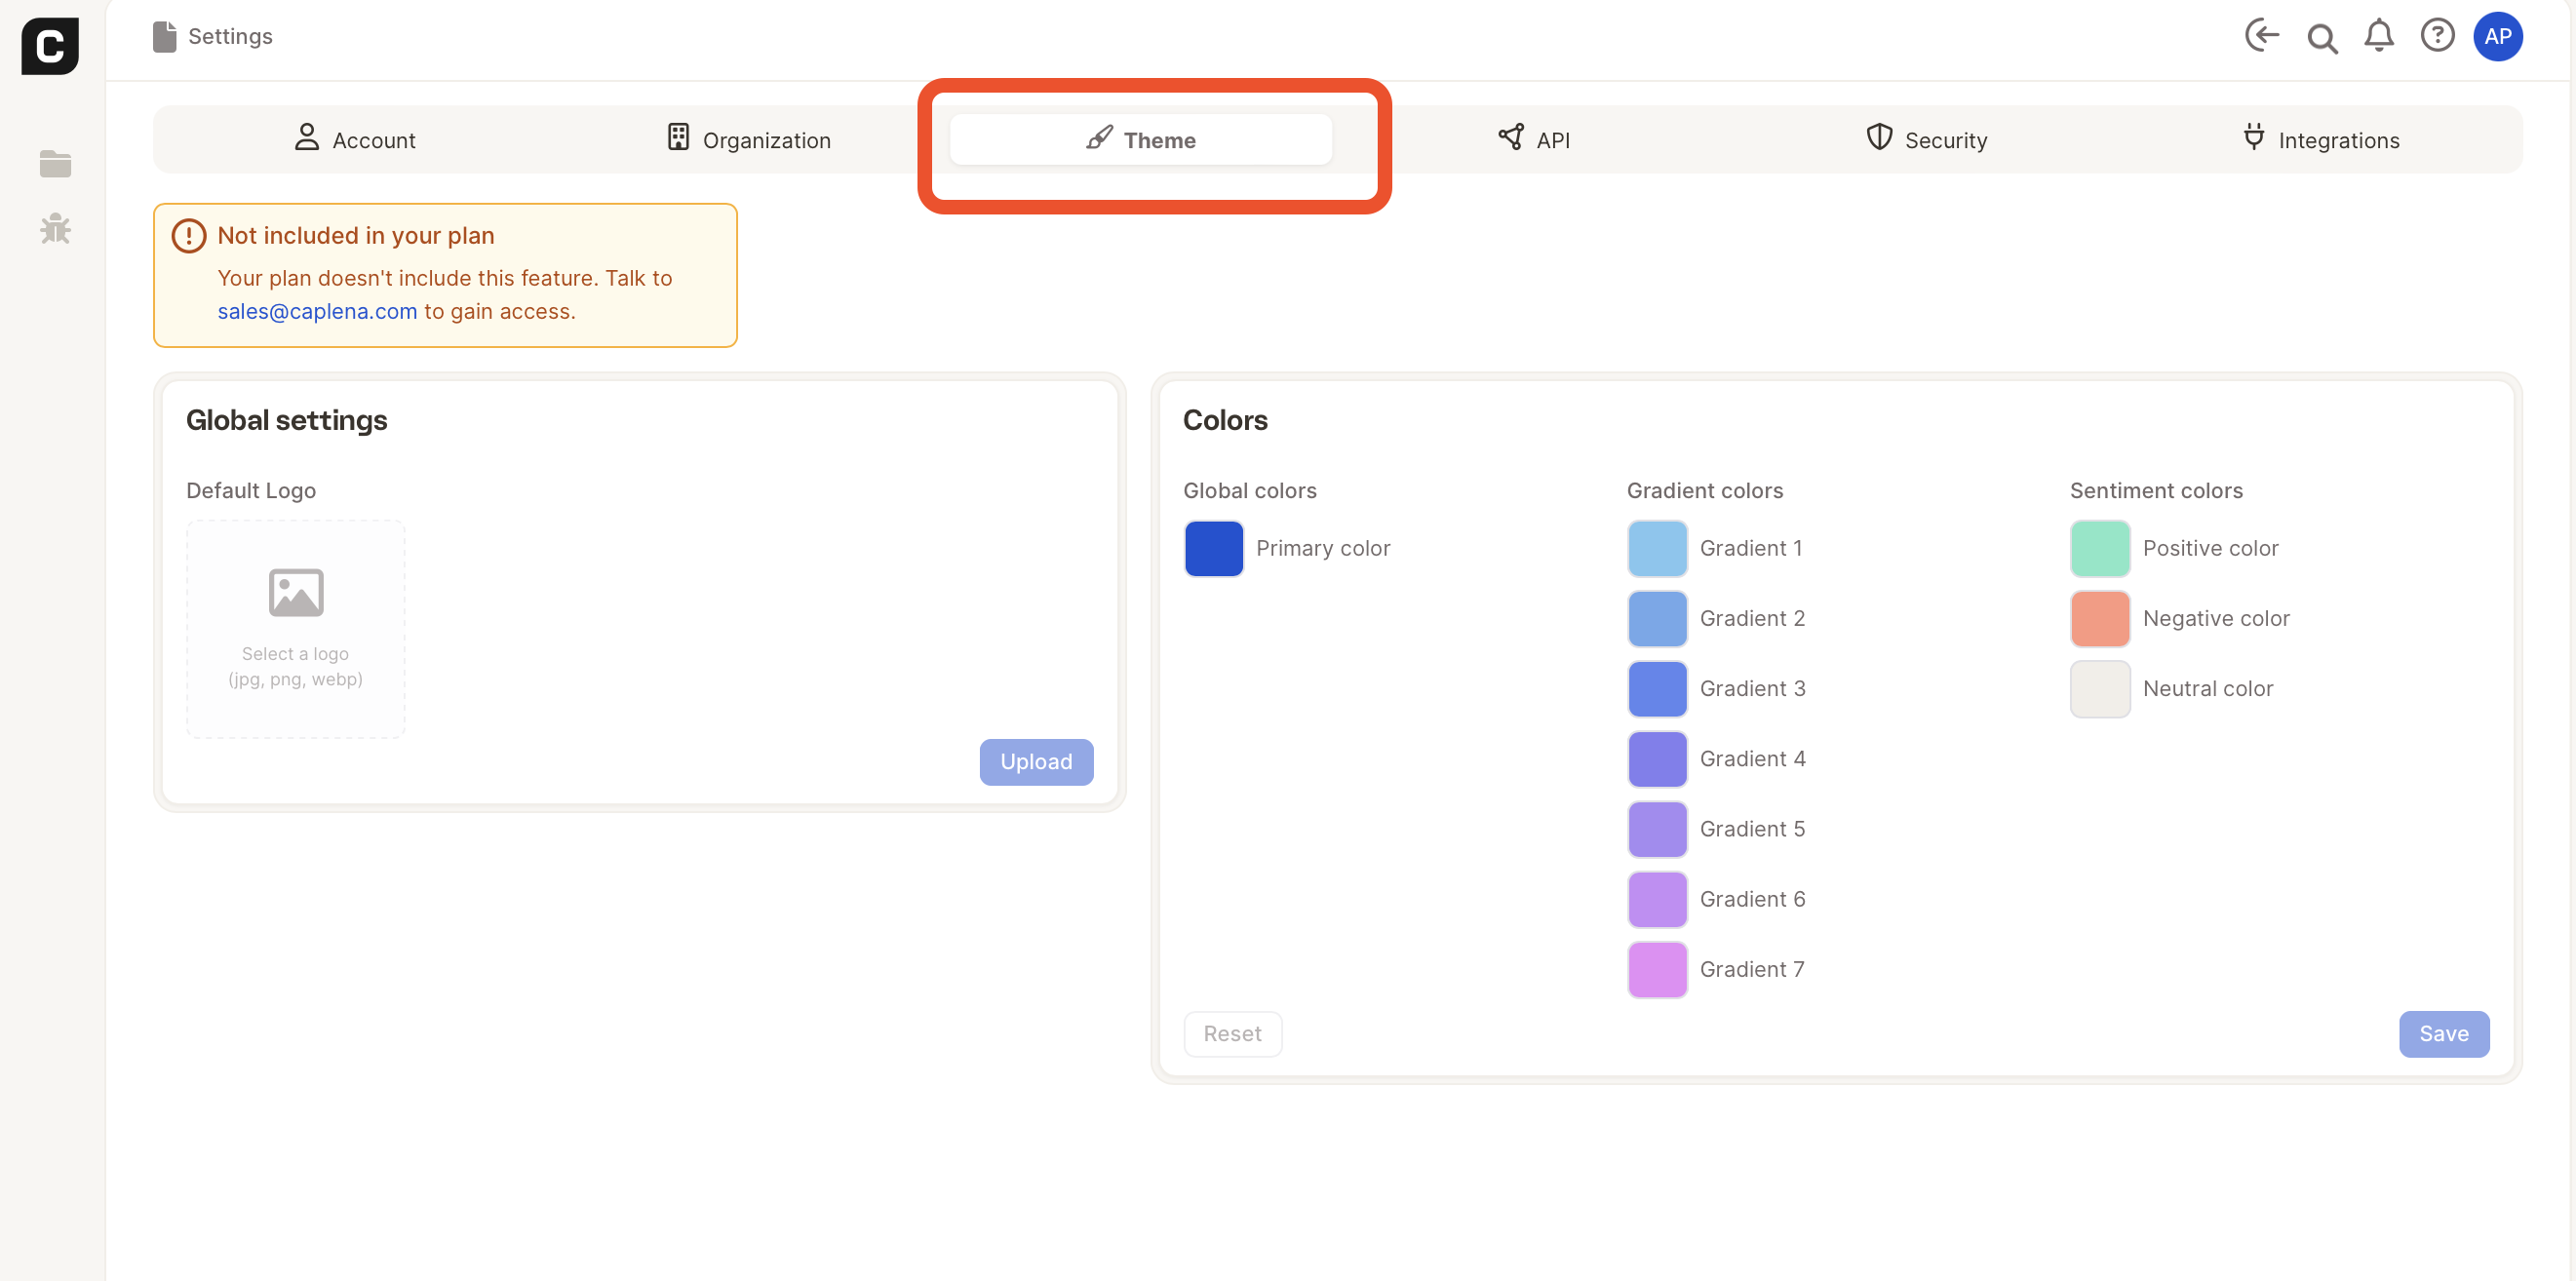 C
Settings
AP
Account
Organization
Theme
API
Security
Integrations
Not included in your plan
Your plan doesn't include this feature. Talk to
sales@caplena.com to gain access.
Global settings
Default Logo
Select a logo
(jpg, png, webp)
Upload
Colors
Global colors
Primary color
Gradient colors
Gradient 1
Gradient 2
Gradient 3
Gradient 4
Gradient 5
Gradient 6
Gradient 7
Sentiment colors
Positive color
Negative color
Neutral color
Reset
Save